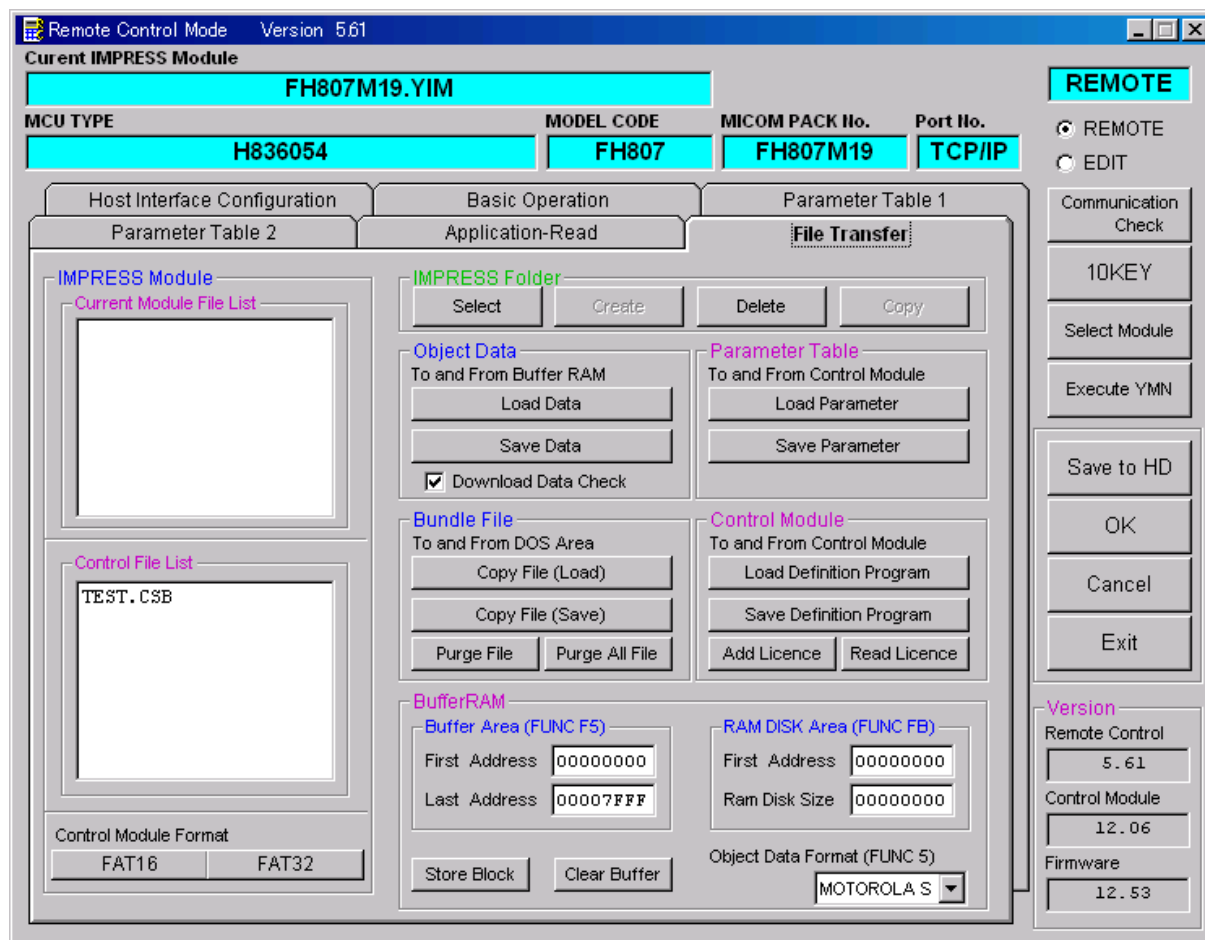 Remote Control Mode Version 5.61
Curent IMPRESS Module
FH807M19.YIM
REMOTE
MCU TYPE MODEL CODE MICOM PACK No. Port No.
H836054 FH807 FH807M19 TCP/IP
REMOTE
EDIT
Host Interface Configuration Basic Operation Parameter Table 1
Parameter Table 2 Application-Read File Transfer
Communication
Check
10KEY
Select Module
Execute YMN
Save to HD
OK
Cancel
Exit
IMPRESS Module
Current Module File List
Control File List
TEST.CSB
Control Module Format
FAT16 FAT32
IMPRESS Folder
Select Create Delete Copy
Object Data
To and From Buffer RAM
Load Data
Save Data
Download Data Check
Parameter Table
To and From Control Module
Load Parameter
Save Parameter
Bundle File
To and From DOS Area
Copy File (Load)
Copy File (Save)
Purge File Purge All File
Control Module
To and From Control Module
Load Definition Program
Save Definition Program
Add Licence Read Licence
BufferRAM
Buffer Area (FUNC F5)
First Address 00000000
Last Address 00007FFF
RAM DISK Area (FUNC FB)
First Address 00000000
Ram Disk Size 00000000
Store Block Clear Buffer
Object Data Format (FUNC 5)
MOTOROLA S
Version
Remote Control
5.61
Control Module
12.06
Firmware
12.53